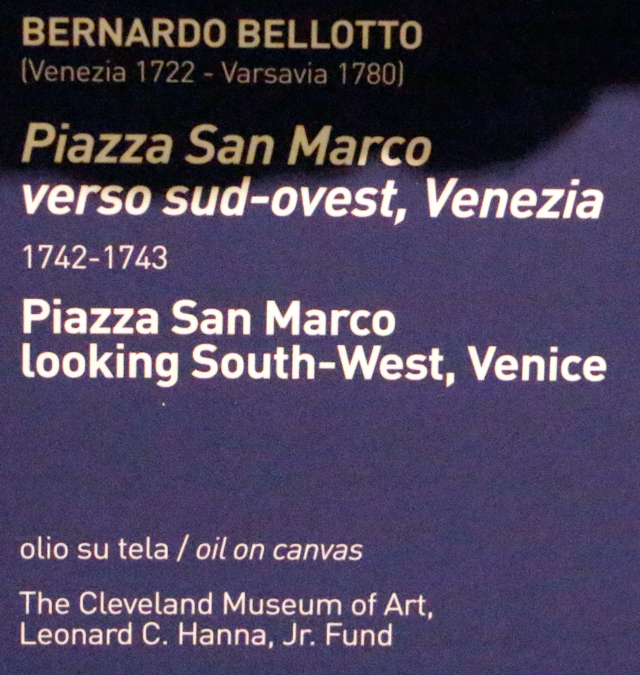 BERNARDO BELLOTTO
(Venezia 1722 - Varsavia 1780)
Piazza San Marco
verso sud-ovest, Venezia
1742-1743
Piazza San Marco
looking South-West, Venice
olio su tela / oil on canvas
The Cleveland Museum of Art,
Leonard C. Hanna, Jr. Fund